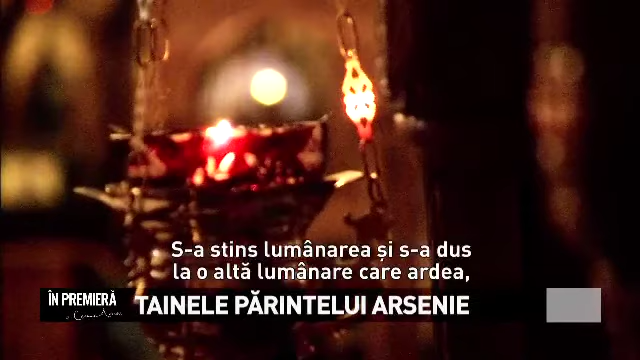 S-a stins lumânarea și s-a dus
la o altă lumânare care ardea,
ÎN PREMIERĂ
TAINELE PĂRINTELUI ARSENIE